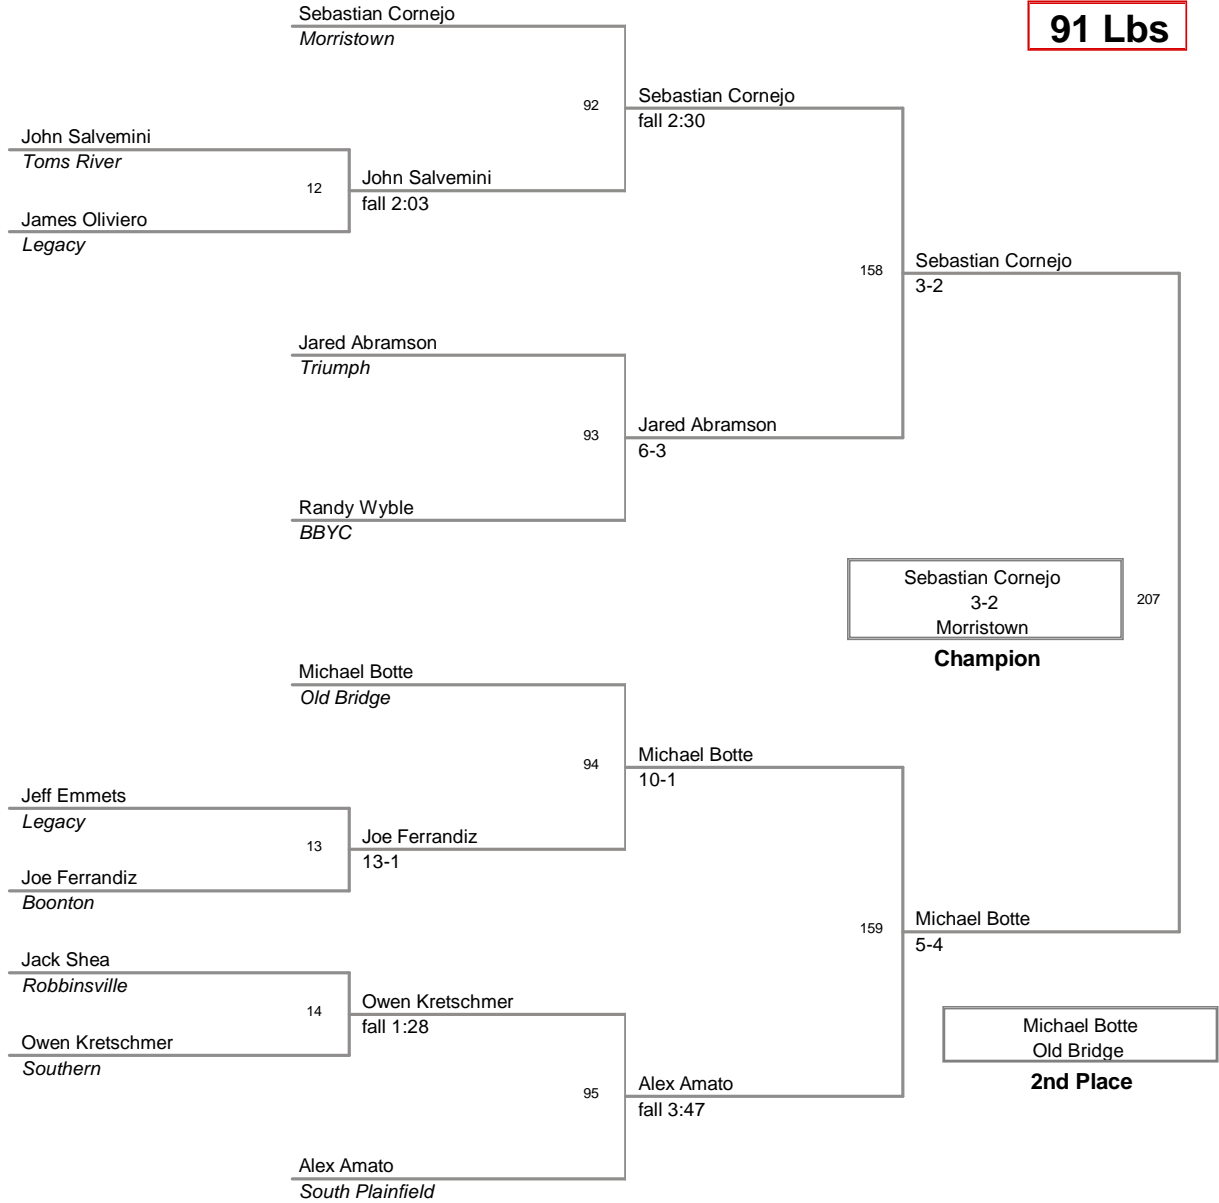 Sebastian Cornejo
Morristown
91 Lbs
92
Sebastian Cornejo
fall 2:30
John Salvemini
Toms River
12
John Salvemini
fall 2:03
James Oliviero
Legacy
158
Sebastian Cornejo
3-2
Jared Abramson
Triumph
93
Jared Abramson
6-3
Randy Wyble
BBYC
Sebastian Cornejo
3-2
Morristown
207
Champion
Michael Botte
Old Bridge
94
Michael Botte
10-1
Jeff Emmets
Legacy
13
Joe Ferrandiz
13-1
Joe Ferrandiz
Boonton
159
Michael Botte
5-4
Jack Shea
Robbinsville
14
Owen Kretschmer
fall 1:28
Owen Kretschmer
Southern
Michael Botte
Old Bridge
2nd Place
95
Alex Amato
fall 3:47
Alex Amato
South Plainfield